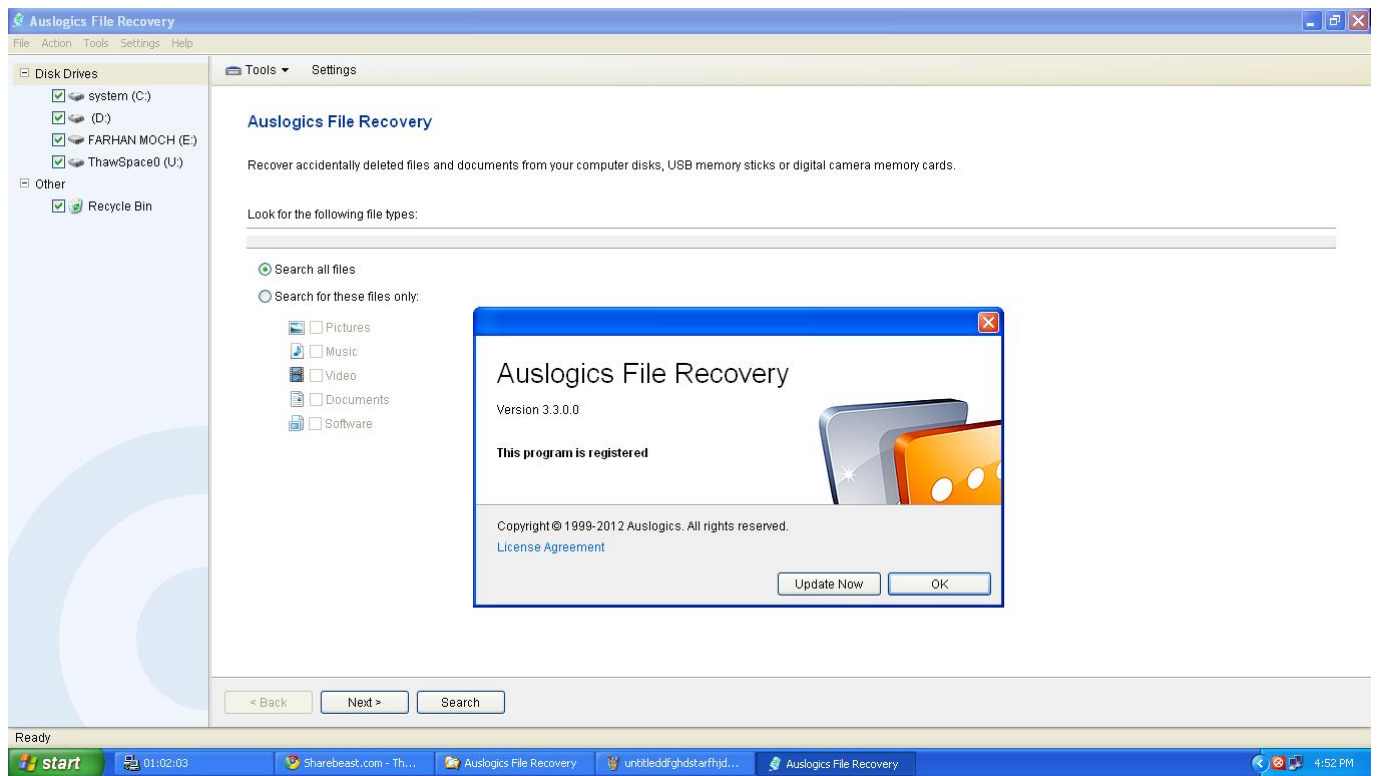 Auslogics File Recovery
File Action Tools Settings Help
Disk Drives
system (C:)
(D:)
FARHAN MOCH (E:)
ThawSpace0 (U:)
Other
Recycle Bin
Tools Settings
Auslogics File Recovery
Recover accidentally deleted files and documents from your computer disks, USB memory sticks or digital camera memory cards.
Look for the following file types:
Search all files
Search for these files only:
Pictures
Music
Video
Documents
Software
Auslogics File Recovery
Version 3.3.0.0
This program is registered
Copyright © 1999-2012 Auslogics. All rights reserved.
License Agreement
Update Now OK
< Back Next > Search
Ready
start 01:02:03 Sharebeast.com - Th... Auslogics File Recovery untitleddfghdstarfhjd... Auslogics File Recovery 4:52 PM